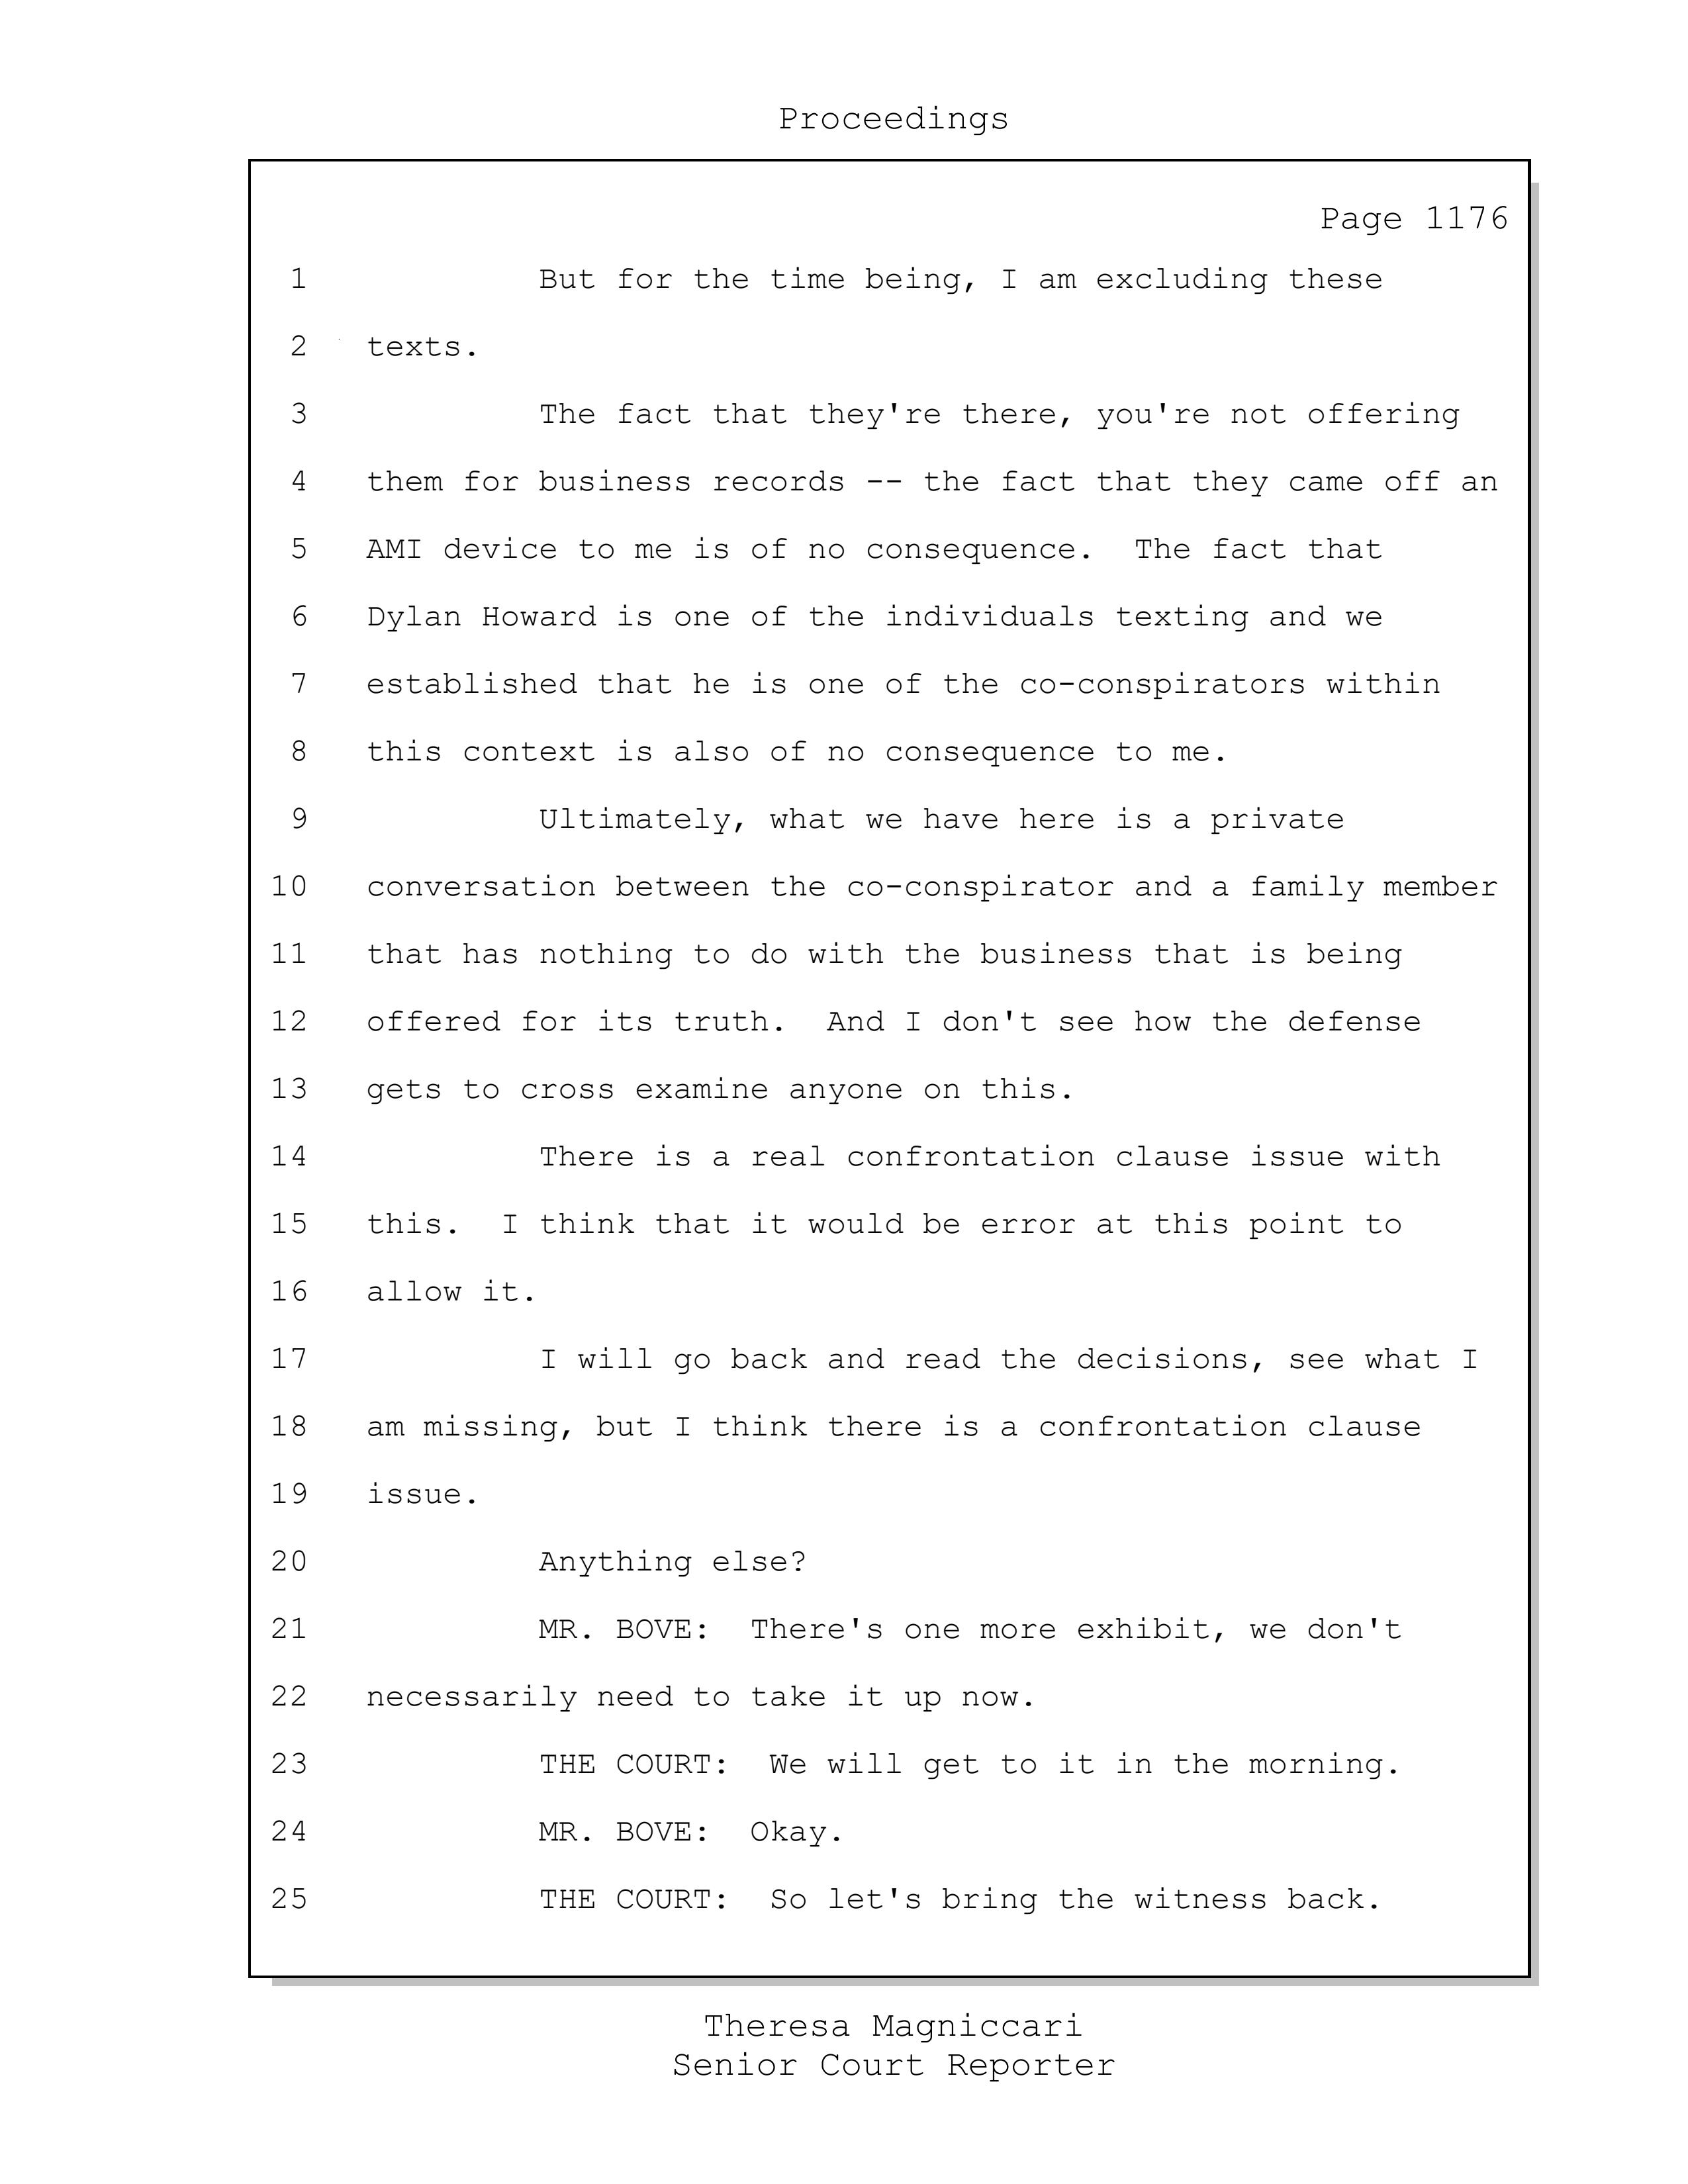 Proceedings
Page 1176
1 But for the time being, I am excluding these
2 texts.
3 The fact that they're there, you're not offering
4 them for business records -- the fact that they came off an
5 AMI device to me is of no consequence. The fact that
6 Dylan Howard is one of the individuals texting and we
7 established that he is one of the co-conspirators within
8 this context is also of no consequence to me.
9 Ultimately, what we have here is a private
10 conversation between the co-conspirator and a family member
11 that has nothing to do with the business that is being
12 offered for its truth. And I don't see how the defense
13 gets to cross examine anyone on this.
14 There is a real confrontation clause issue with
15 this. I think that it would be error at this point to
16 allow it.
17 I will go back and read the decisions, see what I
18 am missing, but I think there is a confrontation clause
19 issue.
20 Anything else?
21 MR. BOVE: There's one more exhibit, we don't
22 necessarily need to take it up now.
23 THE COURT: We will get to it in the morning.
24 MR. BOVE: Okay.
25 THE COURT: So let's bring the witness back.
Theresa Magniccari
Senior Court Reporter